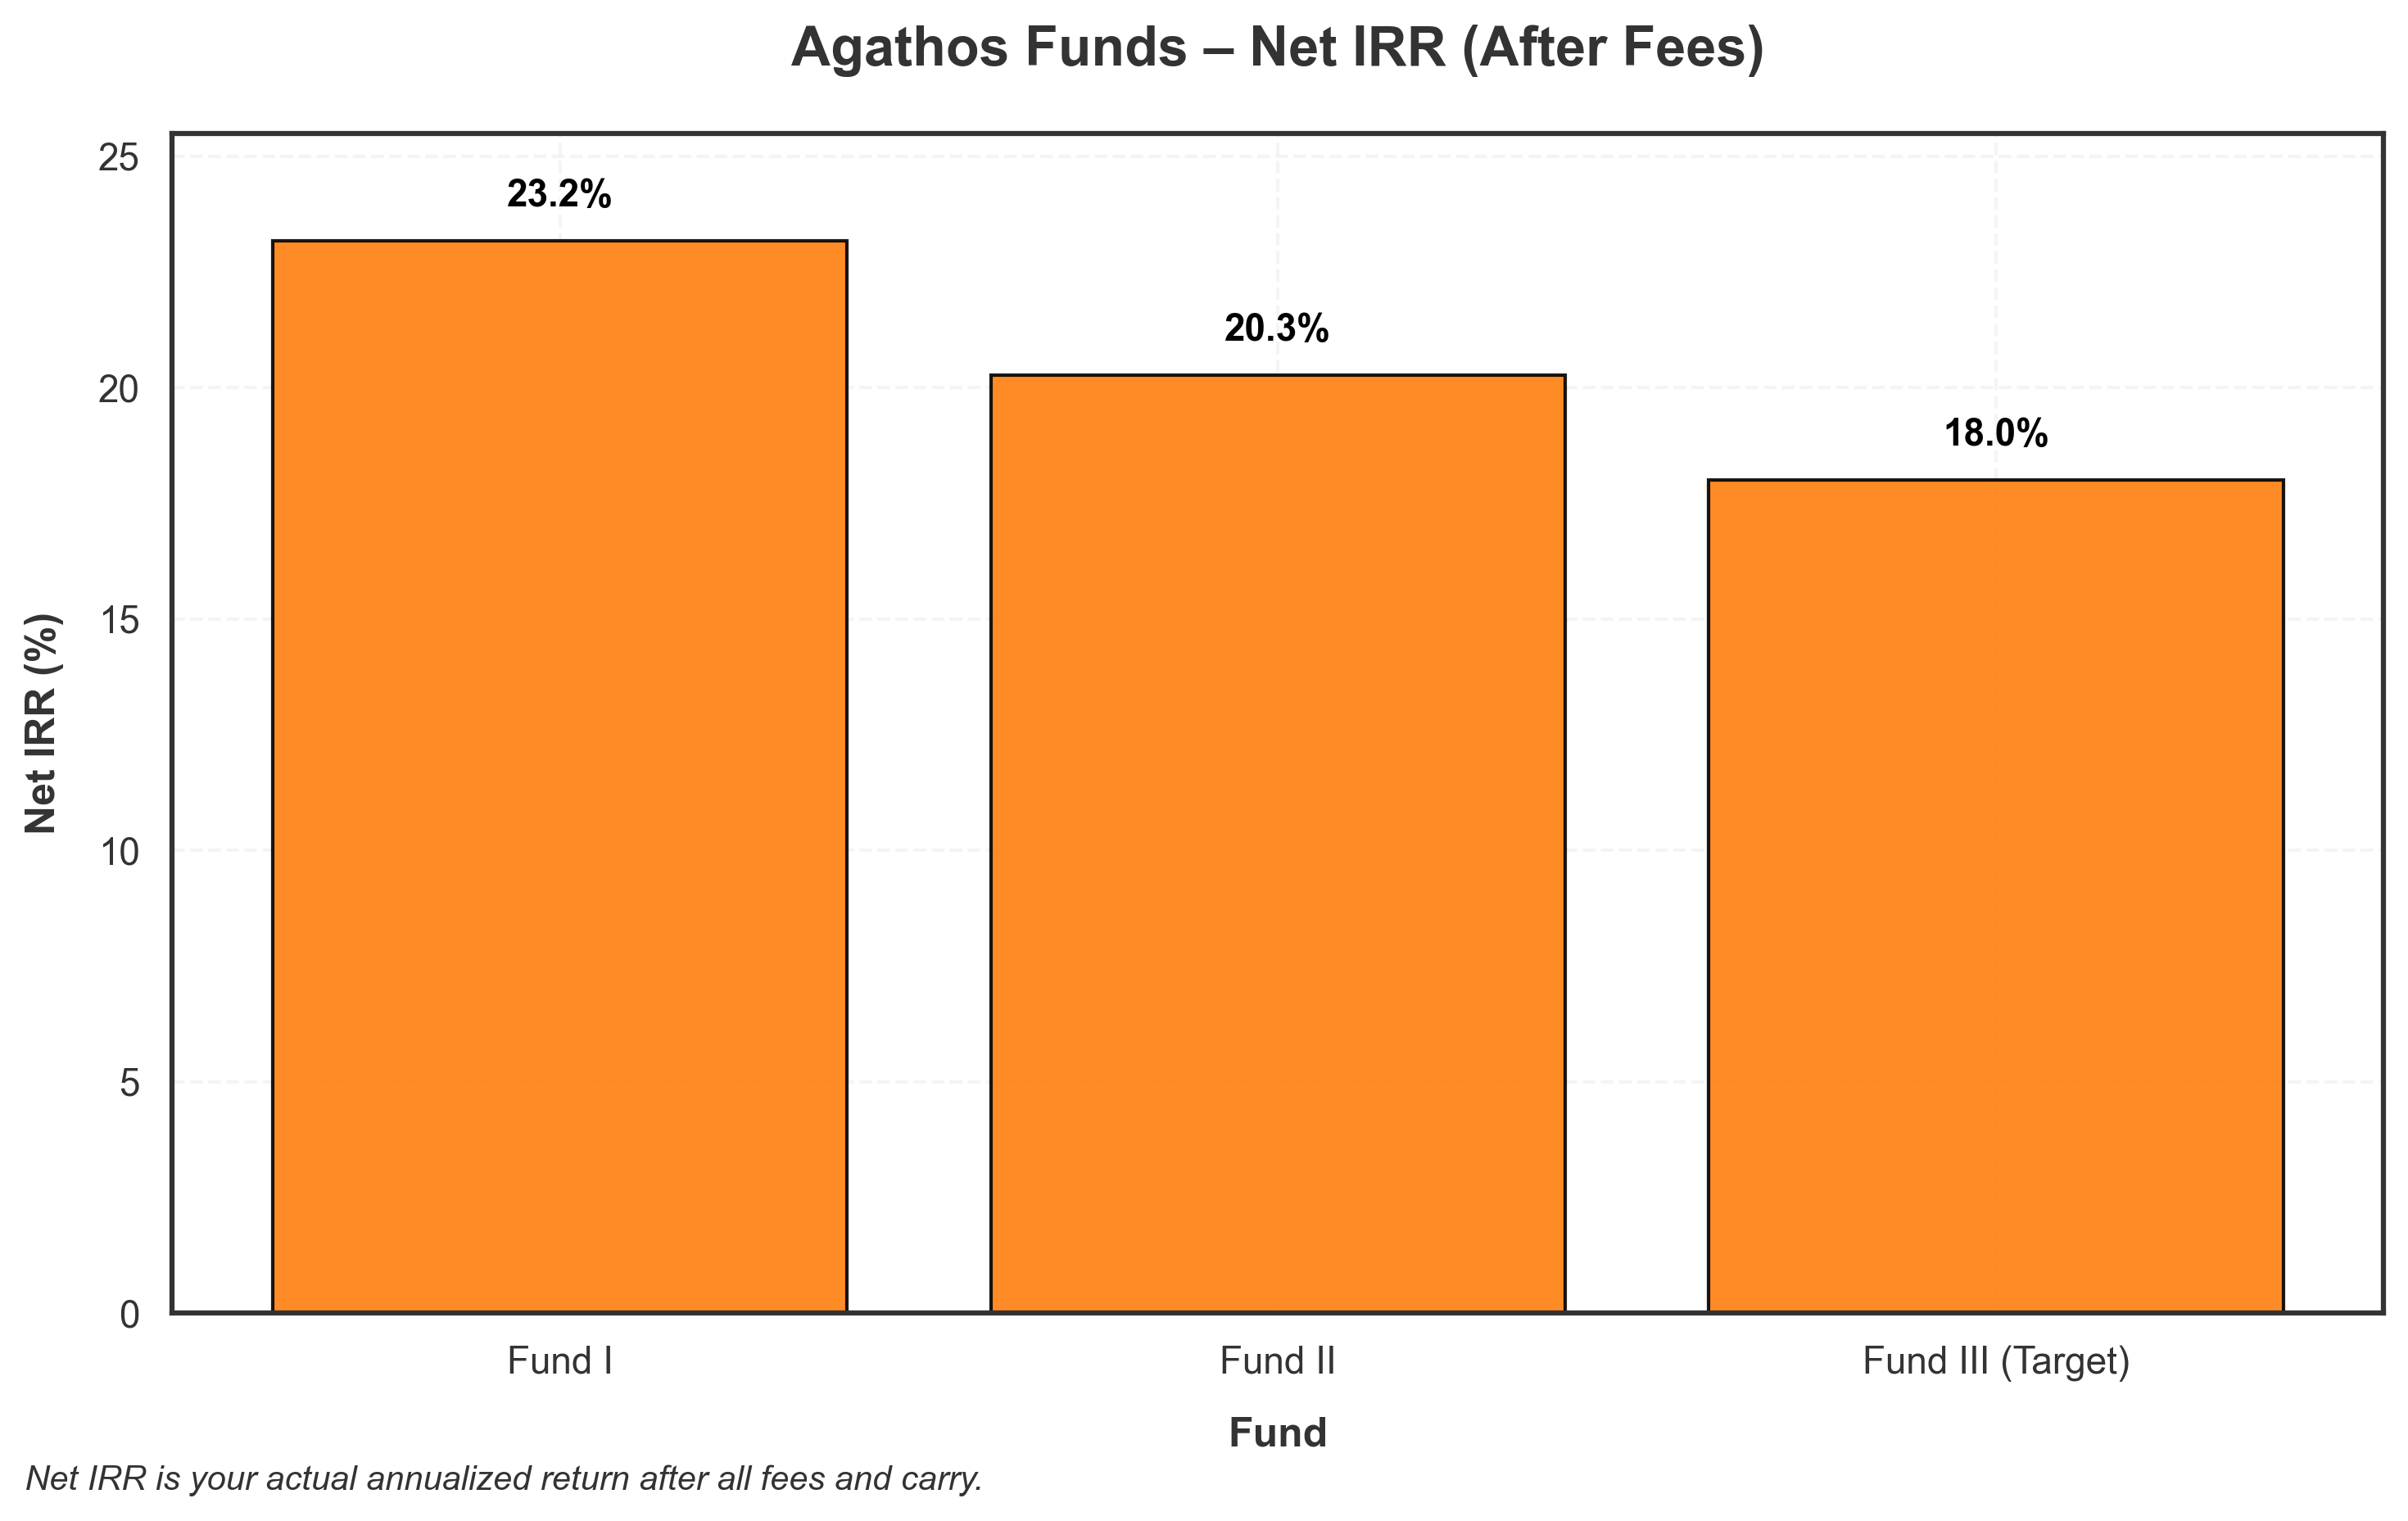 Agathos Funds – Net IRR (After Fees)
25
23.2%
20.3%
20
18.0%
15
Net IRR (%)
10
5
0
Fund I
Fund II
Fund III (Target)
Fund
Net IRR is your actual annualized return after all fees and carry.